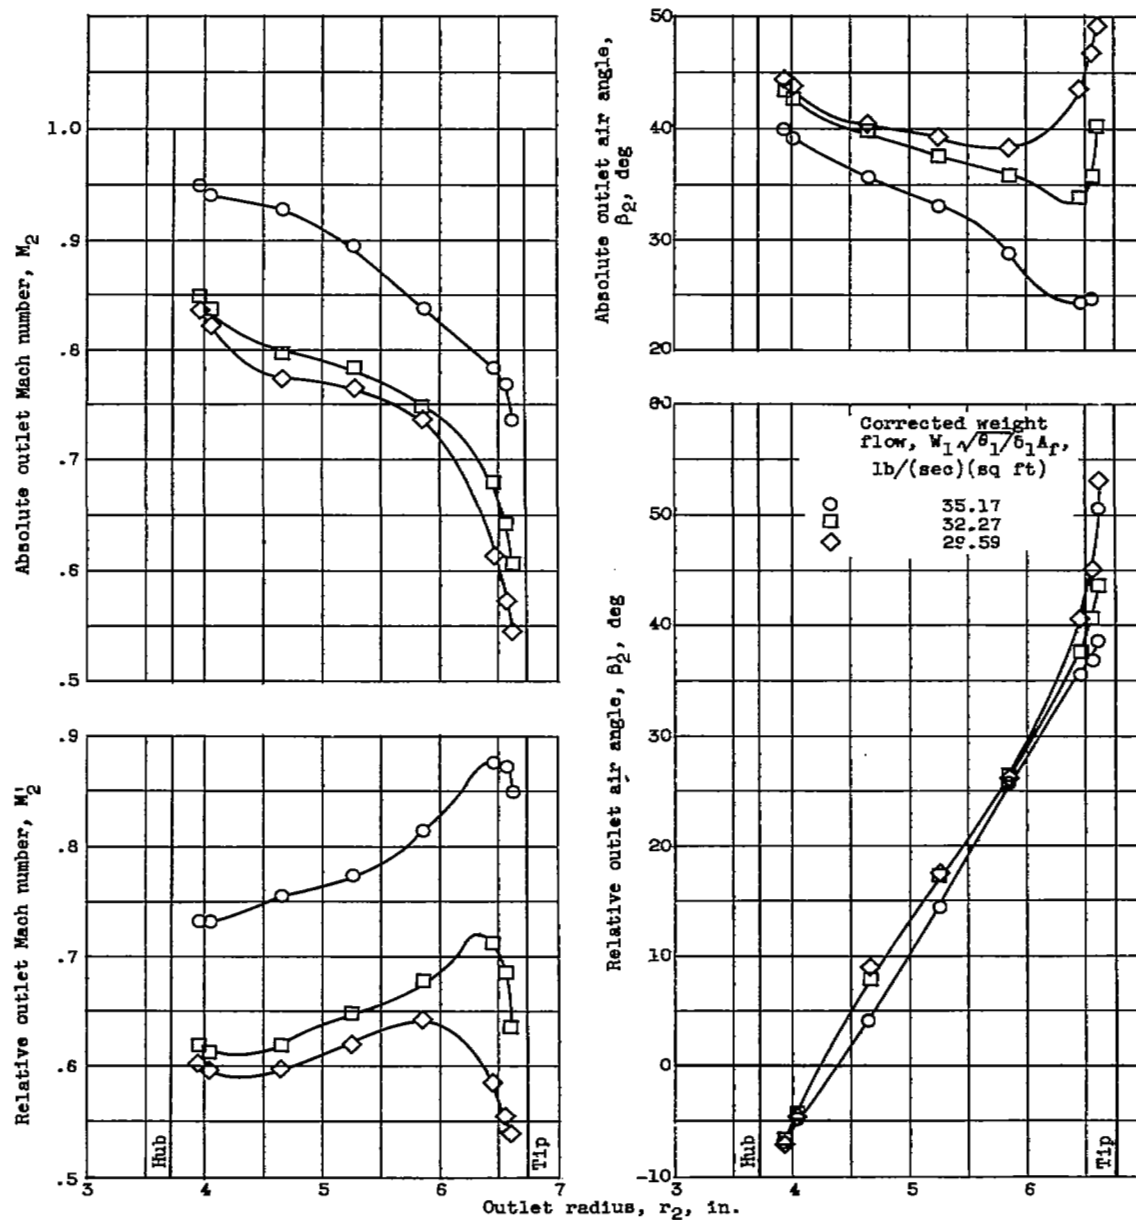 Absolute outlet Mach number, M2
1.0
.9
.8
.7
.6
.5
Absolute outlet air angle,
β2, deg
50
40
30
20
Relative outlet Mach number, M2'
.9
.8
.7
.6
.5
Hub
Tip
3
4
5
6
7
Relative outlet air angle, β2', deg
60
50
40
30
20
10
0
-10
Corrected weight
flow, W1√θ1/δ1Af,
lb/(sec)(sq ft)
35.17
32.27
29.59
Hub
Tip
3
4
5
6
Outlet radius, r2, in.